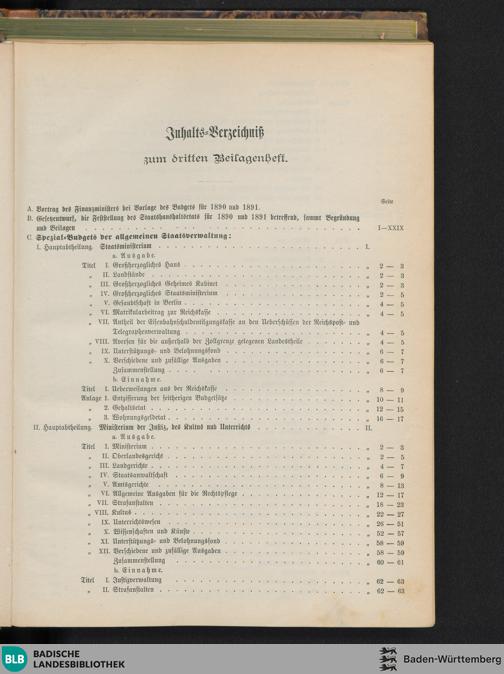 Inhalts-Verzeichniß
zum dritten Beilagenheft.
Seite
A. Vortrag des Finanzministers bei Vorlage des Budgets für 1890 und 1891.
B. Gesetzentwurf, die Feststellung des Staatshaushaltsetats für 1890 und 1891 betreffend, sammt Begründung
und Beilagen I—XXIX
C. Spezial-Budgets der allgemeinen Staatsverwaltung:
I. Hauptabtheilung. Staatsministerium I.
a. Ausgabe.
Titel I. Großherzogliches Haus „ 2 — 3
„ II. Landstände „ 2 — 3
„ III. Großherzogliches Geheimes Kabinet „ 2 — 3
„ IV. Großherzogliches Staatsministerium „ 2 — 5
„ V. Gesandtschaft in Berlin „ 4 — 5
„ VI. Matrikularbeitrag zur Reichskasse „ 4 — 5
„ VII. Antheil der Eisenbahnschuldentilgungskasse an den Ueberschüssen der Reichspost- und
Telegraphenverwaltung „ 4 — 5
„ VIII. Aversen für die außerhalb der Zollgrenze gelegenen Landestheile „ 4 — 5
„ IX. Unterstützungs- und Belohnungsfond „ 6 — 7
„ X. Verschiedene und zufällige Ausgaben „ 6 — 7
Zusammenstellung „ 6 — 7
b. Einnahme.
Titel I. Ueberweisungen aus der Reichskasse „ 8 — 9
Anlage 1. Entzifferung der seitherigen Budgetsätze „ 10 — 11
„ 2. Gehaltsetat „ 12 — 15
„ 3. Wohnungsgeldetat „ 16 — 17
II. Hauptabtheilung. Ministerium der Justiz, des Kultus und Unterrichts II.
a. Ausgabe.
Titel I. Ministerium „ 2 — 3
„ II. Oberlandesgericht „ 2 — 5
„ III. Landgerichte „ 4 — 7
„ IV. Staatsanwaltschaft „ 6 — 9
„ V. Amtsgerichte „ 8 — 13
„ VI. Allgemeine Ausgaben für die Rechtspflege „ 12 — 17
„ VII. Strafanstalten „ 18 — 23
„ VIII. Kultus „ 22 — 27
„ IX. Unterrichtswesen „ 26 — 51
„ X. Wissenschaften und Künste „ 52 — 57
„ XI. Unterstützungs- und Belohnungsfond „ 58 — 59
„ XII. Verschiedene und zufällige Ausgaben „ 58 — 59
Zusammenstellung „ 60 — 61
b. Einnahme.
Titel I. Justizverwaltung „ 62 — 63
„ II. Strafanstalten „ 62 — 63
BLB BADISCHE
LANDESBIBLIOTHEK
Baden-Württemberg